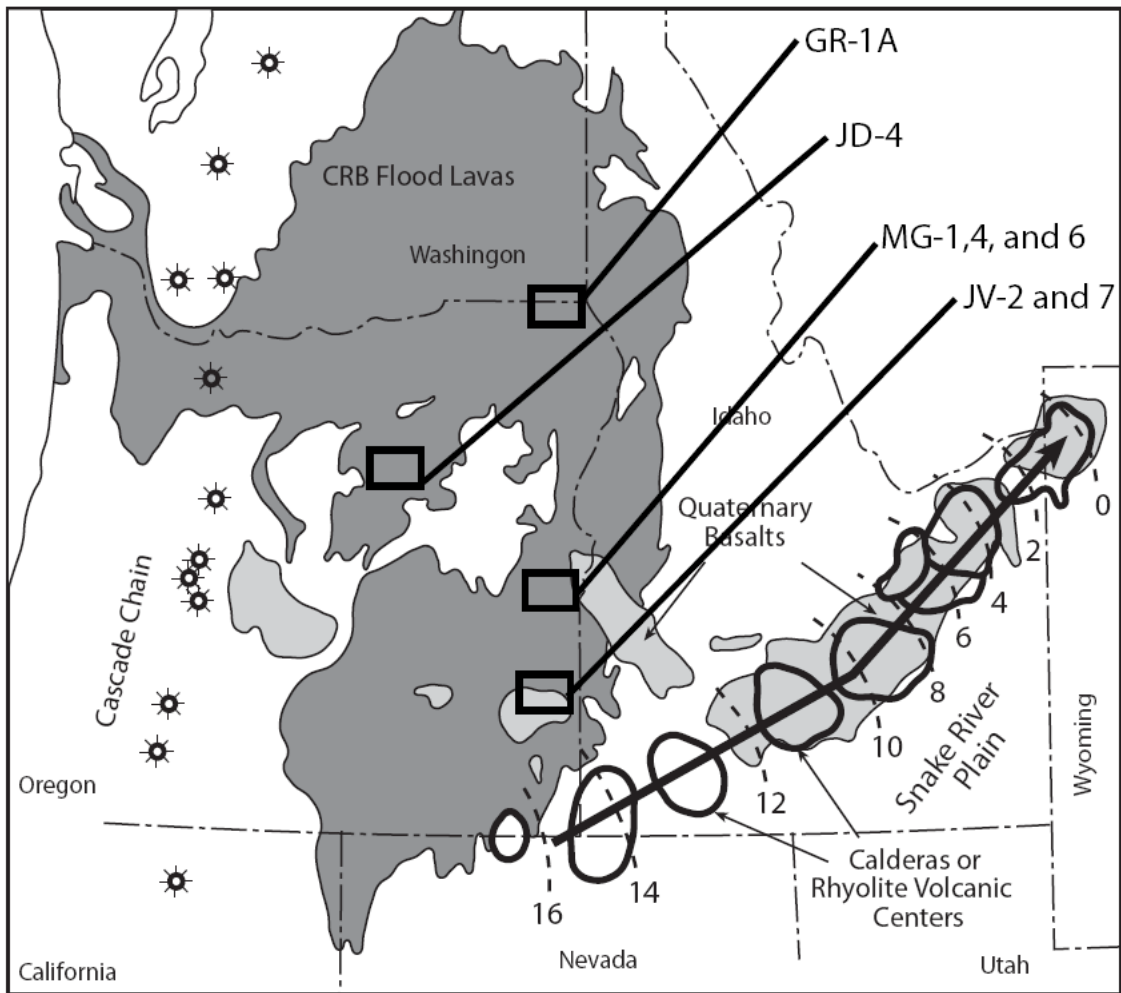 GR-1A
JD-4
CRB Flood Lavas
MG-1,4, and 6
Washingon
JV-2 and 7
Idaho
Quaternary
Basalts
0
2
4
6
8
10
12
14
16
Cascade Chain
Snake River
Plain
Wyoming
Oregon
Calderas or
Rhyolite Volcanic
Centers
California
Nevada
Utah